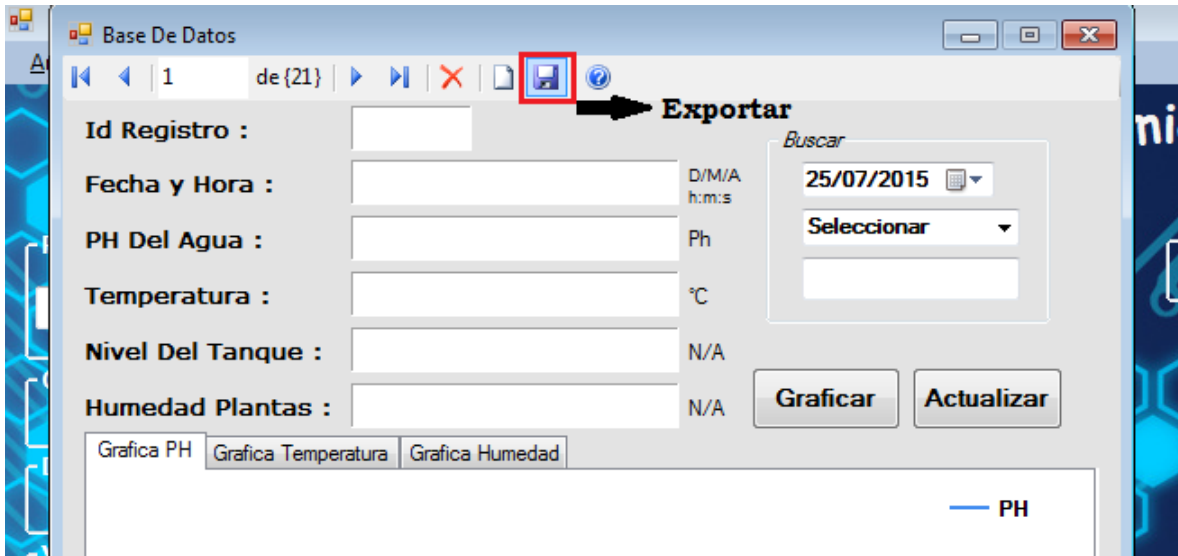 Base De Datos
1 de {21}
Exportar
Id Registro :
Fecha y Hora : D/M/A
h:m:s
PH Del Agua : Ph
Temperatura : °C
Nivel Del Tanque : N/A
Humedad Plantas : N/A
Buscar
25/07/2015
Seleccionar
Graficar Actualizar
Grafica PH Grafica Temperatura Grafica Humedad
PH